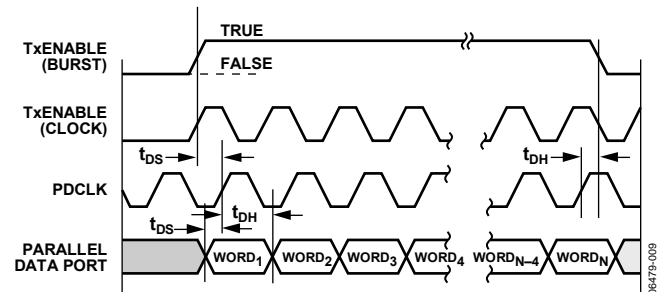 TxENABLE
(BURST)
TRUE
FALSE
TxENABLE
(CLOCK)
tDS
tDH
PDCLK
tDS
tDH
PARALLEL
DATA PORT
WORD1
WORD2
WORD3
WORD4
WORDN–4
WORDN
06479-009